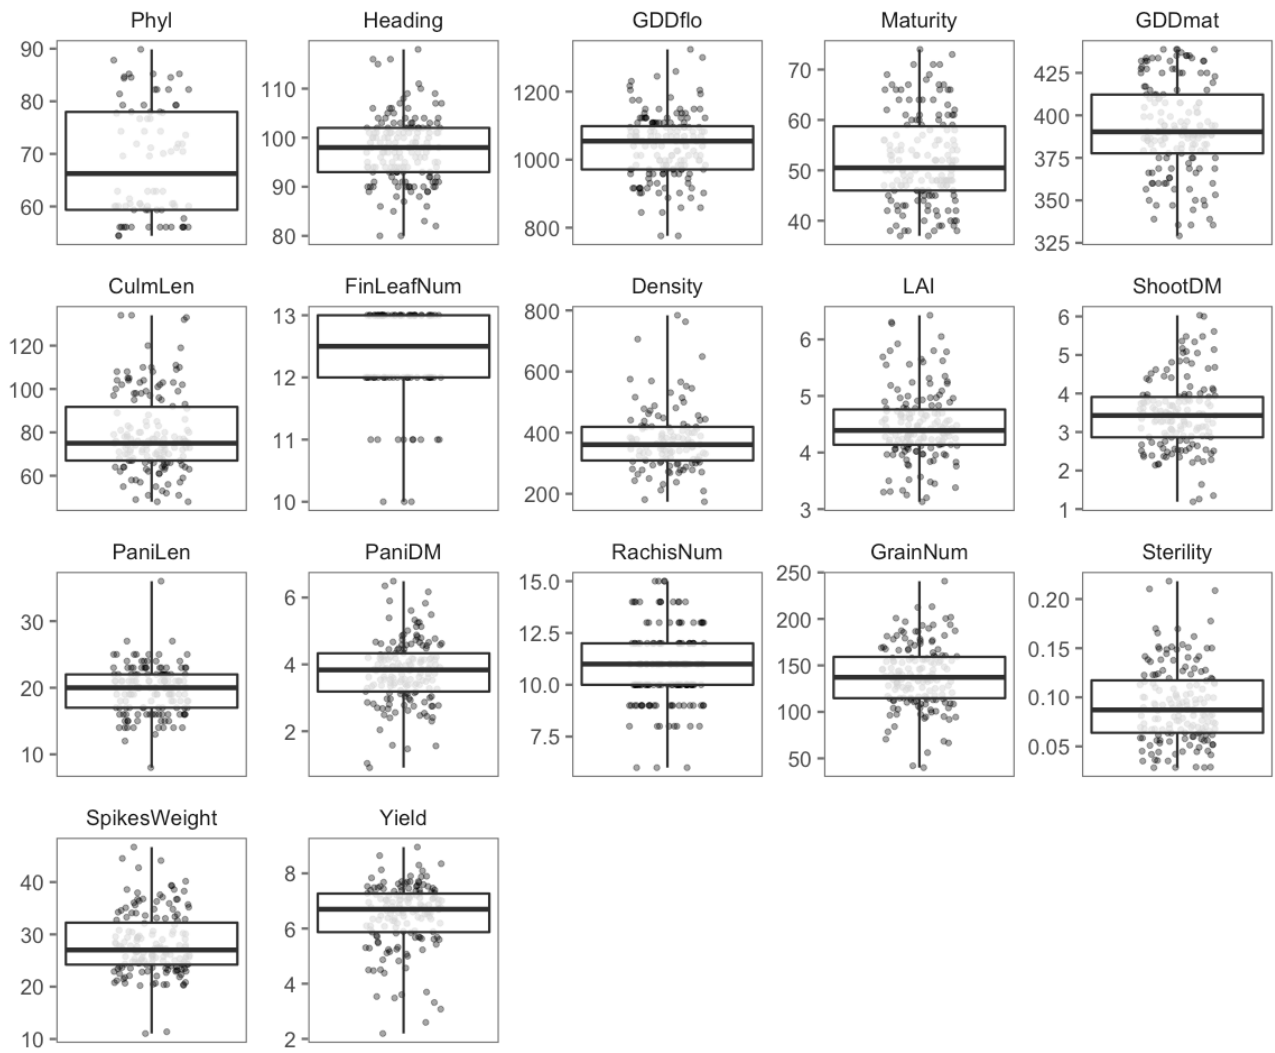 Phyl Heading GDDflo Maturity GDDmat
90 80 70 60
110 100 90 80
1200 1000 800
70 60 50 40
425 400 375 350 325
CulmLen FinLeafNum Density LAI ShootDM
120 100 80 60
13 12 11 10
800 600 400 200
6 5 4 3
6 5 4 3 2 1
PaniLen PaniDM RachisNum GrainNum Sterility
30 20 10
6 4 2
15.0 12.5 10.0 7.5
250 200 150 100 50
0.20 0.15 0.10 0.05
SpikesWeight Yield
40 30 20 10
8 6 4 2